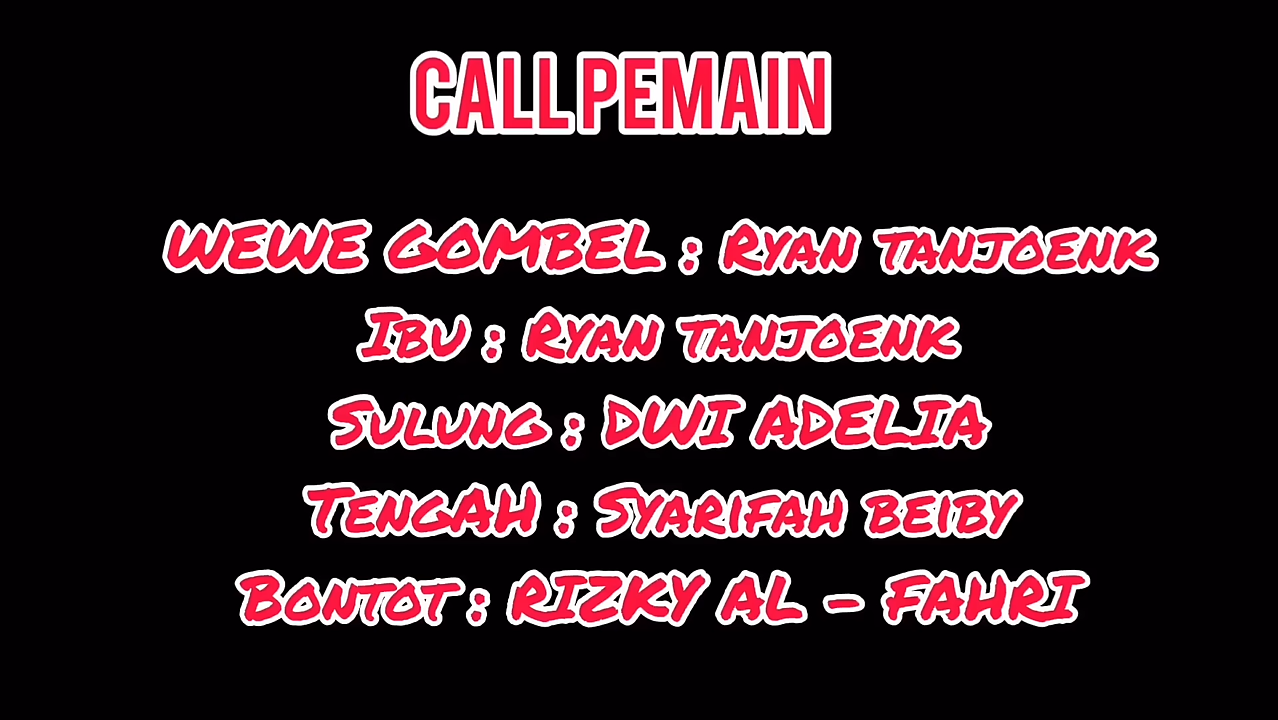 CALL PEMAIN
WEWE GOMBEL : Ryan TANJOENK
IBU : Ryan TANJOENK
SULUNG : DWI ADELIA
TENGAH : SYARIFAH BEIBY
BONTOT : RIZKY AL - FAHRI